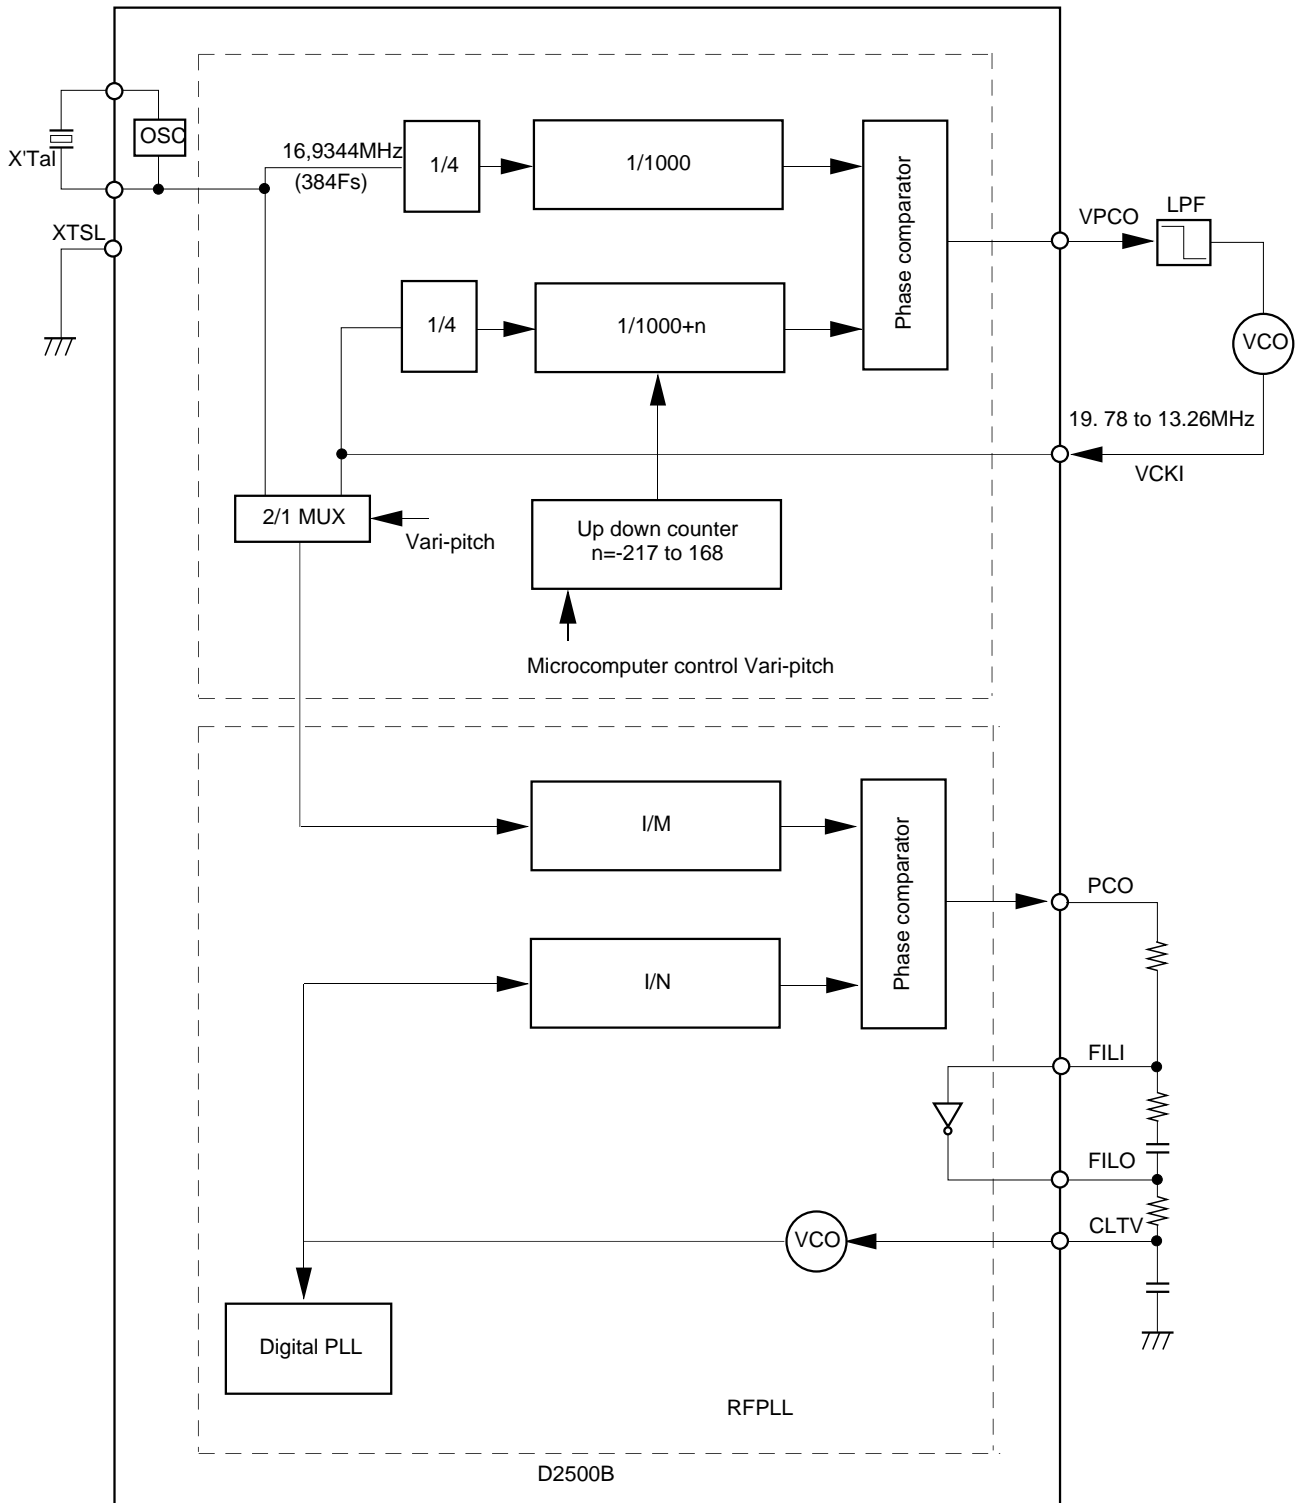 OSC
X'Tal
16,9344MHz
(384Fs)
1/4
1/1000
Phase comparator
XTSL
VPCO
LPF
1/4
1/1000+n
VCO
19. 78 to 13.26MHz
VCKI
2/1 MUX
Vari-pitch
Up down counter
n=-217 to 168
Microcomputer control Vari-pitch
I/M
Phase comparator
PCO
I/N
FILI
FILO
CLTV
VCO
Digital PLL
RFPLL
D2500B